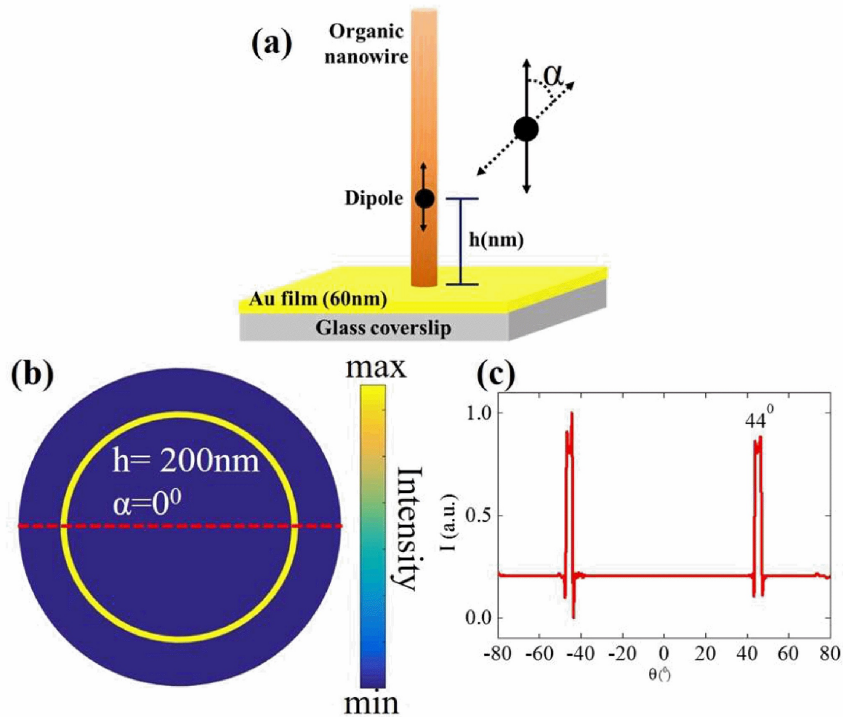 (a)
Organic
nanowire
α
Dipole
h(nm)
Au film (60nm)
Glass coverslip
(b)
h= 200nm
α=0⁰
max
Intensity
min
(c)
44⁰
1.0
0.5
0.0
I (a.u.)
-80 -60 -40 -20 0 20 40 60 80
θ(⁰)